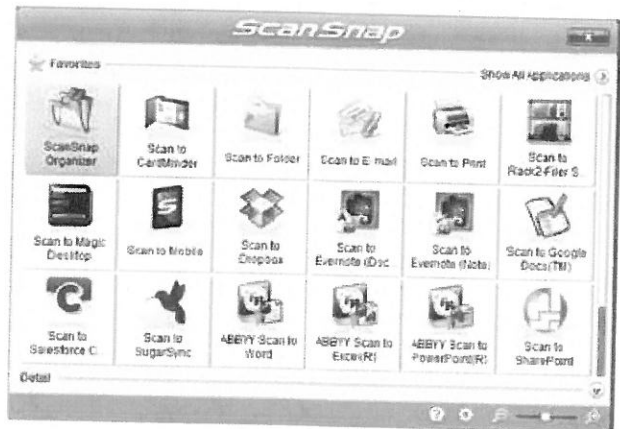 ScanSnap
Favorites
Show All Applications
ScanSnap
Organizer
Scan to
CardMinder
Scan to Folder
Scan to E-mail
Scan to Print
Scan to
Rack2-Filer S
Scan to Magic
Desktop
Scan to Mobile
Scan to
Dropbox
Scan to
Evernote (Doc
Scan to
Evernote (Note)
Scan to Google
Docs(TM)
Scan to
Salesforce C
Scan to
SugarSync
ABBYY Scan to
Word
ABBYY Scan to
Excel(R)
ABBYY Scan to
PowerPoint(R)
Scan to
SharePoint
Detail